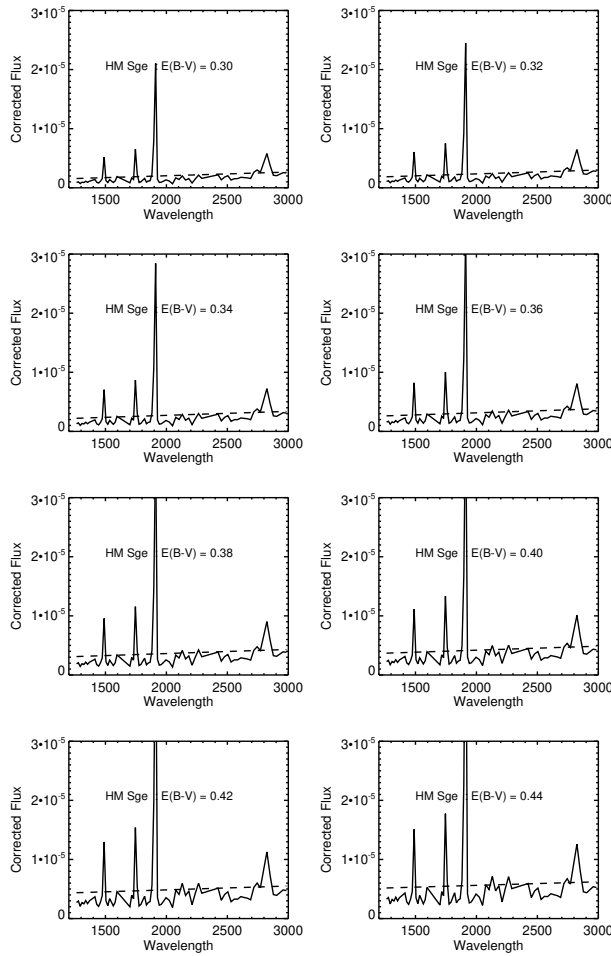 3•10⁻⁵
2•10⁻⁵
1•10⁻⁵
0
Corrected Flux
HM Sge E(B-V) = 0.30
1500 2000 2500 3000
Wavelength
3•10⁻⁵
2•10⁻⁵
1•10⁻⁵
0
Corrected Flux
HM Sge E(B-V) = 0.32
1500 2000 2500 3000
Wavelength
3•10⁻⁵
2•10⁻⁵
1•10⁻⁵
0
Corrected Flux
HM Sge E(B-V) = 0.34
1500 2000 2500 3000
Wavelength
3•10⁻⁵
2•10⁻⁵
1•10⁻⁵
0
Corrected Flux
HM Sge E(B-V) = 0.36
1500 2000 2500 3000
Wavelength
3•10⁻⁵
2•10⁻⁵
1•10⁻⁵
0
Corrected Flux
HM Sge E(B-V) = 0.38
1500 2000 2500 3000
Wavelength
3•10⁻⁵
2•10⁻⁵
1•10⁻⁵
0
Corrected Flux
HM Sge E(B-V) = 0.40
1500 2000 2500 3000
Wavelength
3•10⁻⁵
2•10⁻⁵
1•10⁻⁵
0
Corrected Flux
HM Sge E(B-V) = 0.42
1500 2000 2500 3000
Wavelength
3•10⁻⁵
2•10⁻⁵
1•10⁻⁵
0
Corrected Flux
HM Sge E(B-V) = 0.44
1500 2000 2500 3000
Wavelength